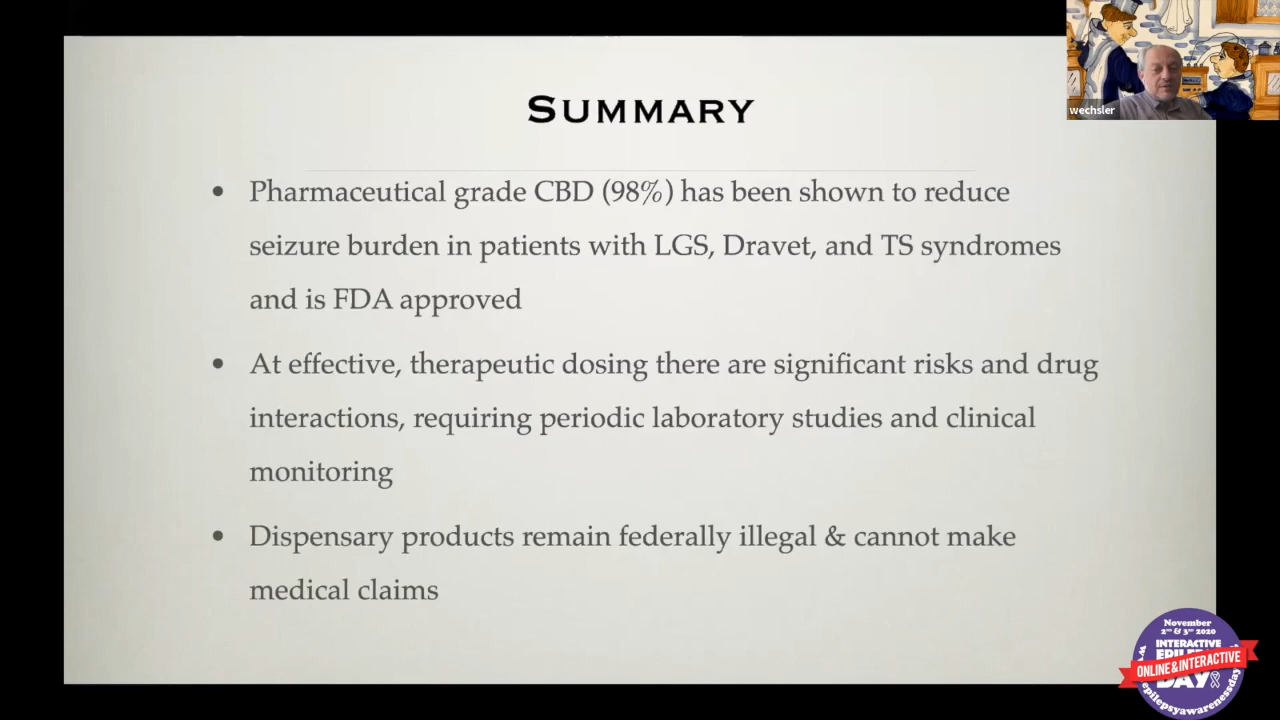 wechsler
SUMMARY
• Pharmaceutical grade CBD (98%) has been shown to reduce
seizure burden in patients with LGS, Dravet, and TS syndromes
and is FDA approved
• At effective, therapeutic dosing there are significant risks and drug
interactions, requiring periodic laboratory studies and clinical
monitoring
• Dispensary products remain federally illegal & cannot make
medical claims
November
2ND & 3RD 2020
INTERACTIVE
ONLINE & INTERACTIVE
DAY
epilepsyawarenessday